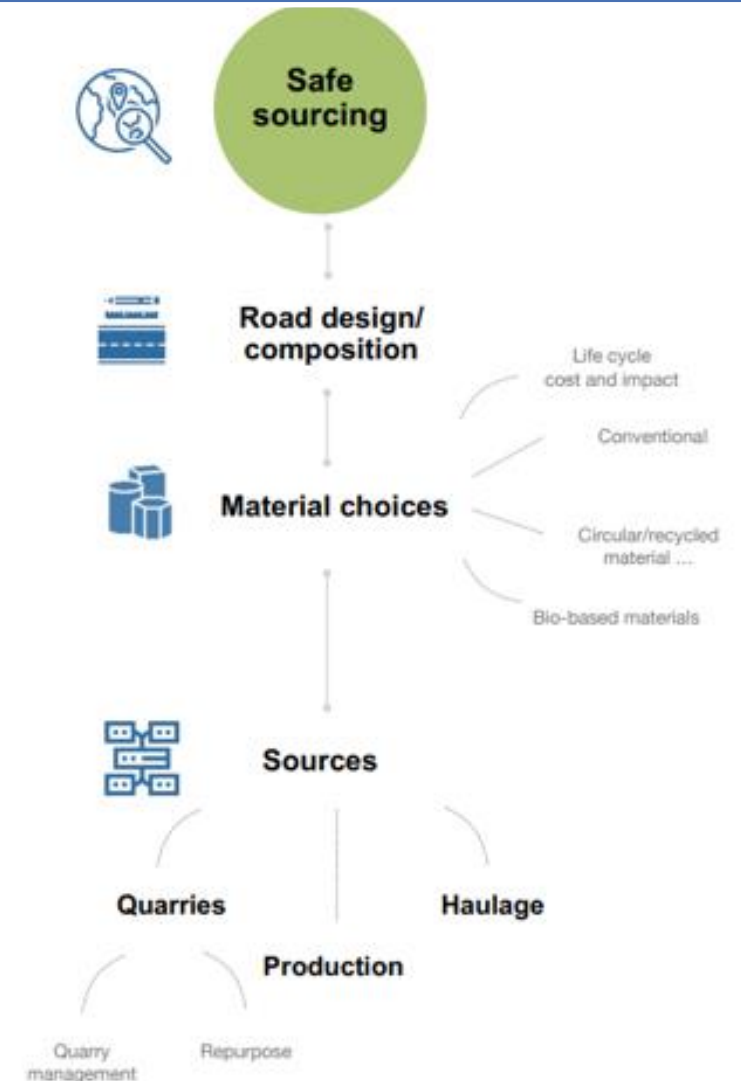 Safe
sourcing
Road design/
composition
Life cycle
cost and impact
Conventional
Material choices
Circular/recycled
material ...
Bio-based materials
Sources
Quarries
Haulage
Production
Quarry
management
Repurpose